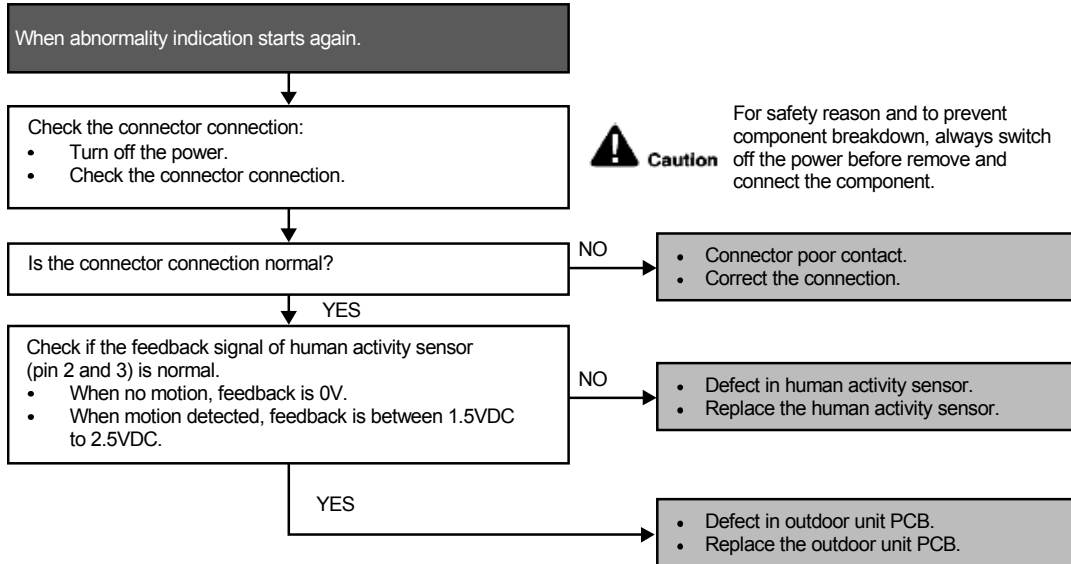 When abnormality indication starts again.
Check the connector connection:
• Turn off the power.
• Check the connector connection.
Caution
For safety reason and to prevent
component breakdown, always switch
off the power before remove and
connect the component.
Is the connector connection normal?
NO
• Connector poor contact.
• Correct the connection.
YES
Check if the feedback signal of human activity sensor
(pin 2 and 3) is normal.
• When no motion, feedback is 0V.
• When motion detected, feedback is between 1.5VDC
to 2.5VDC.
NO
• Defect in human activity sensor.
• Replace the human activity sensor.
YES
• Defect in outdoor unit PCB.
• Replace the outdoor unit PCB.